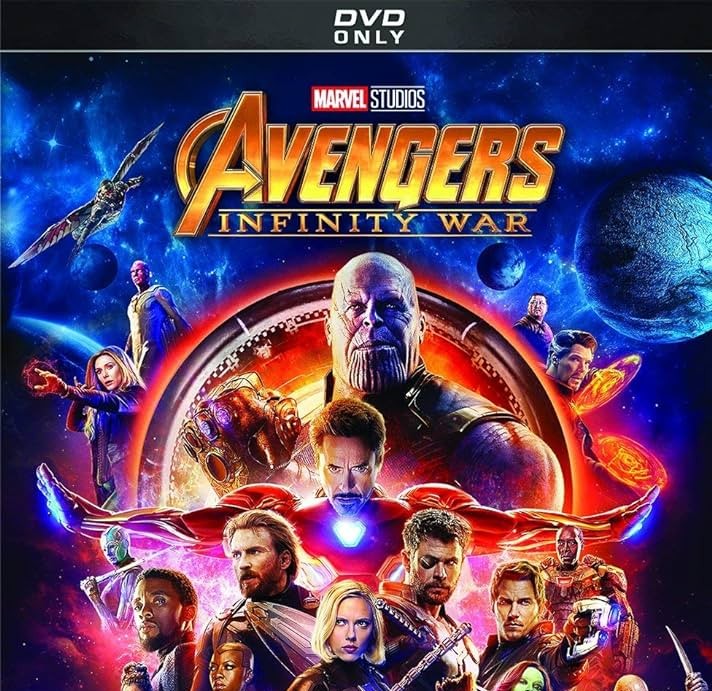 DVD
ONLY
MARVEL STUDIOS
AVENGERS
INFINITY WAR